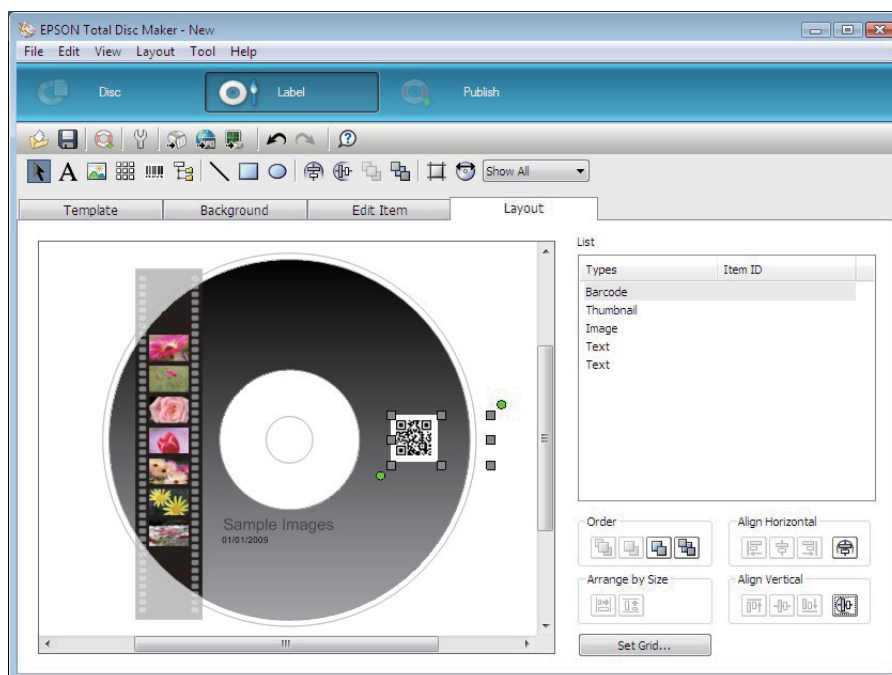 EPSON Total Disc Maker - New
File Edit View Layout Tool Help
Disc Label Publish
A Show All
Template Background Edit Item Layout
List
Types Item ID
Barcode
Thumbnail
Image
Text
Text
Sample Images
01/01/2009
Order Align Horizontal
Arrange by Size Align Vertical
Set Grid...